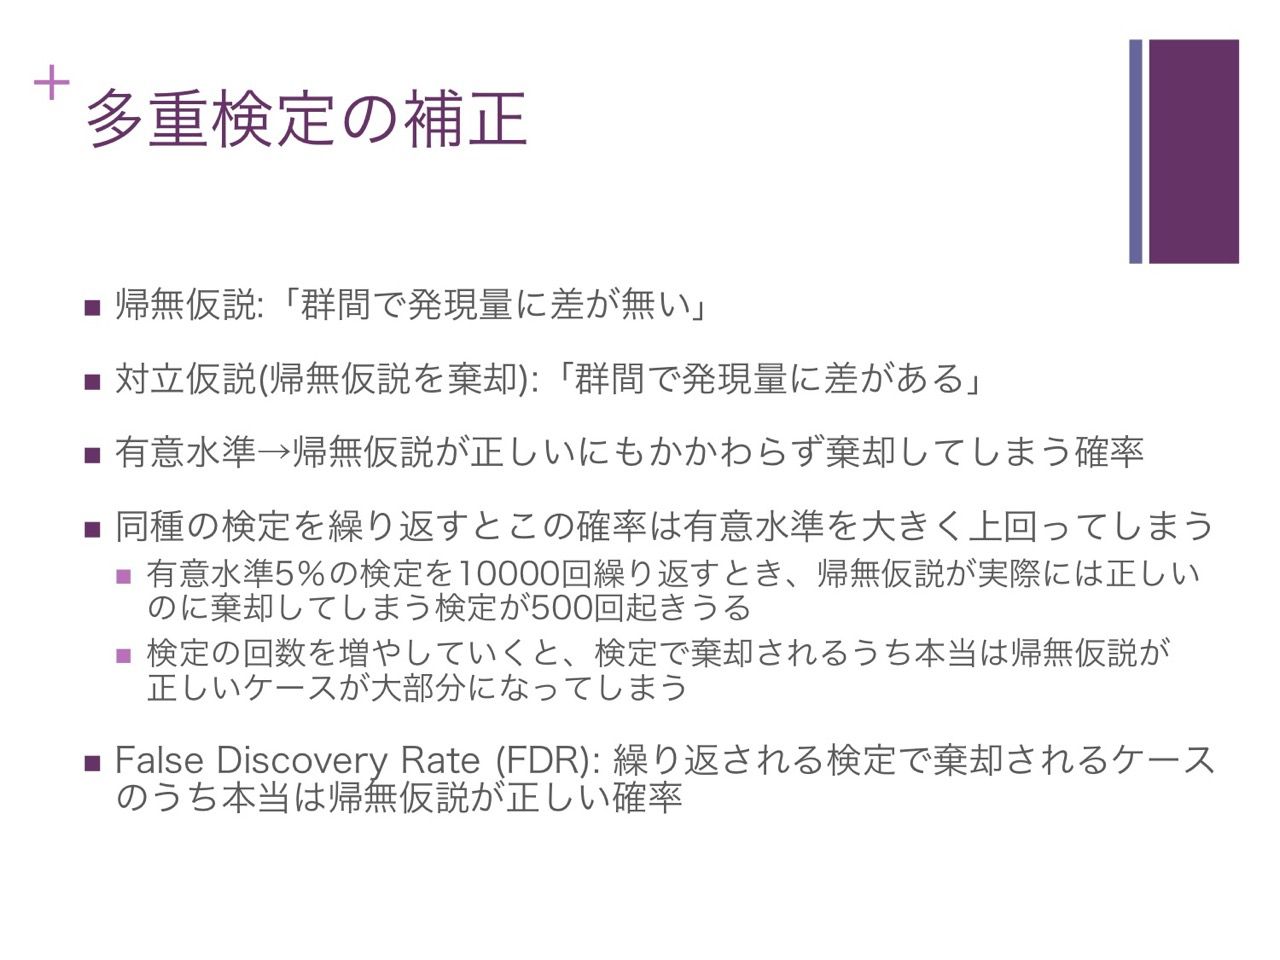 +
多重検定の補正
■ 帰無仮説:「群間で発現量に差が無い」
■ 対立仮説(帰無仮説を棄却):「群間で発現量に差がある」
■ 有意水準→帰無仮説が正しいにもかかわらず棄却してしまう確率
■ 同種の検定を繰り返すとこの確率は有意水準を大きく上回ってしまう
■ 有意水準5％の検定を10000回繰り返すとき、帰無仮説が実際には正しい
のに棄却してしまう検定が500回起きうる
■ 検定の回数を増やしていくと、検定で棄却されるうち本当は帰無仮説が
正しいケースが大部分になってしまう
■ False Discovery Rate (FDR): 繰り返される検定で棄却されるケース
のうち本当は帰無仮説が正しい確率